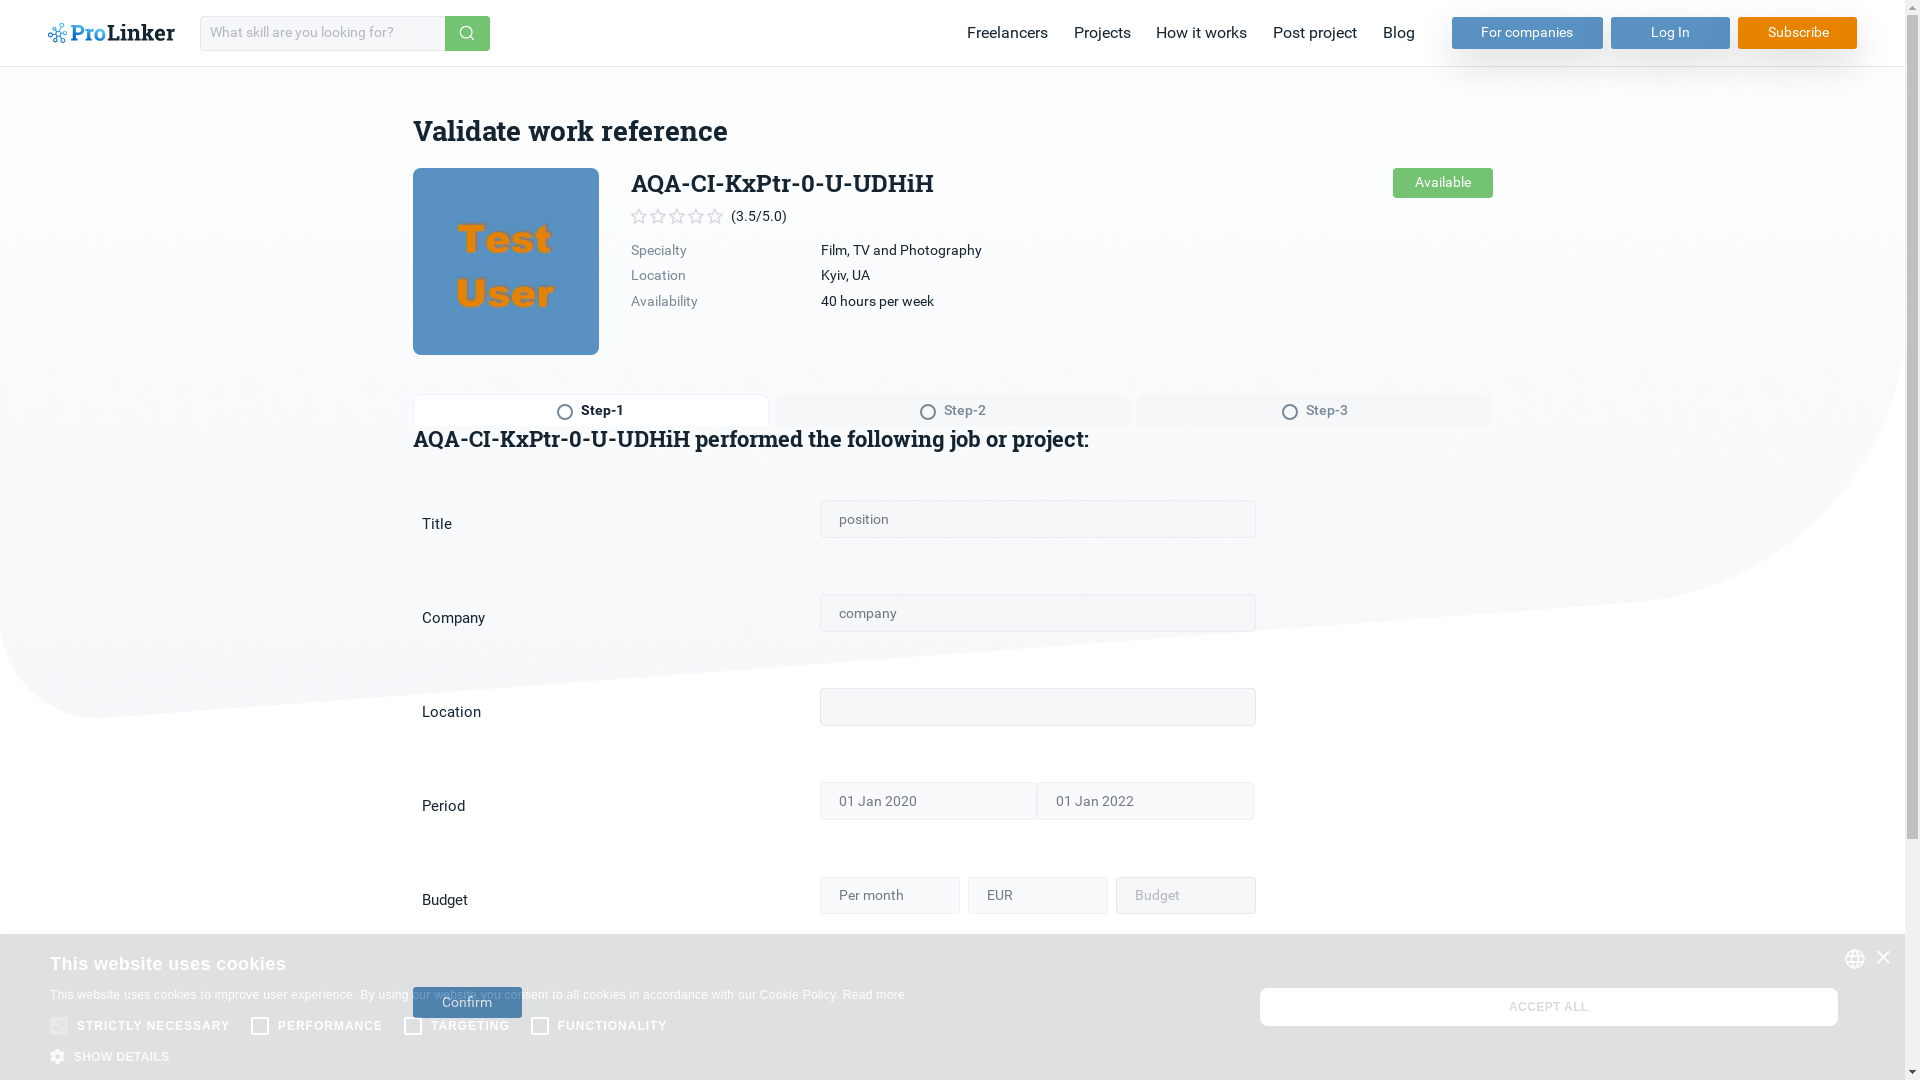 ProLinker
What skill are you looking for?
Freelancers
Projects
How it works
Post project
Blog
For companies
Log In
Subscribe
Validate work reference
Test
User
AQA-CI-KxPtr-0-U-UDHiH
Available
(3.5/5.0)
Specialty Film, TV and Photography
Location Kyiv, UA
Availability 40 hours per week
Step-1
Step-2
Step-3
AQA-CI-KxPtr-0-U-UDHiH performed the following job or project:
Title position
Company company
Location
Period 01 Jan 2020 01 Jan 2022
Budget Per month EUR Budget
This website uses cookies
This website uses cookies to improve user experience. By using our website you consent to all cookies in accordance with our Cookie Policy. Read more
Confirm
ACCEPT ALL
STRICTLY NECESSARY PERFORMANCE TARGETING FUNCTIONALITY
SHOW DETAILS